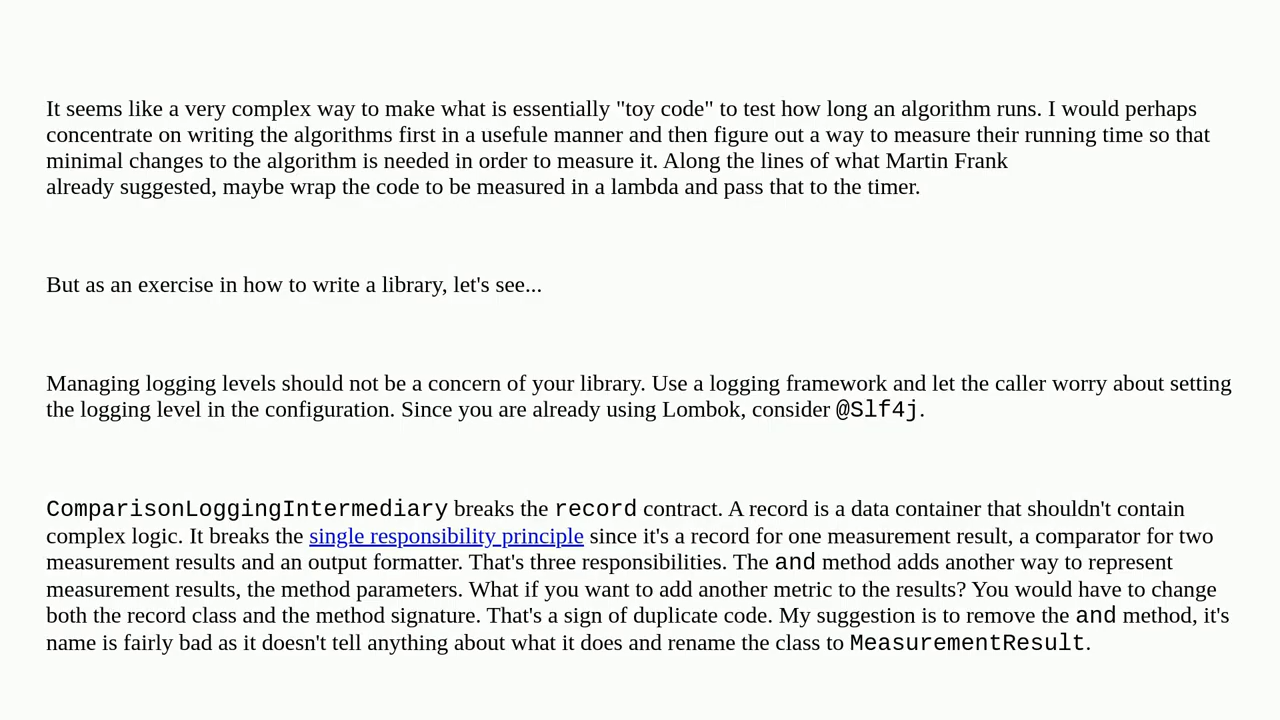 It seems like a very complex way to make what is essentially "toy code" to test how long an algorithm runs. I would perhaps
concentrate on writing the algorithms first in a usefule manner and then figure out a way to measure their running time so that
minimal changes to the algorithm is needed in order to measure it. Along the lines of what Martin Frank
already suggested, maybe wrap the code to be measured in a lambda and pass that to the timer.
But as an exercise in how to write a library, let's see...
Managing logging levels should not be a concern of your library. Use a logging framework and let the caller worry about setting
the logging level in the configuration. Since you are already using Lombok, consider @Slf4j.
ComparisonLoggingIntermediary breaks the record contract. A record is a data container that shouldn't contain
complex logic. It breaks the single responsibility principle since it's a record for one measurement result, a comparator for two
measurement results and an output formatter. That's three responsibilities. The and method adds another way to represent
measurement results, the method parameters. What if you want to add another metric to the results? You would have to change
both the record class and the method signature. That's a sign of duplicate code. My suggestion is to remove the and method, it's
name is fairly bad as it doesn't tell anything about what it does and rename the class to MeasurementResult.